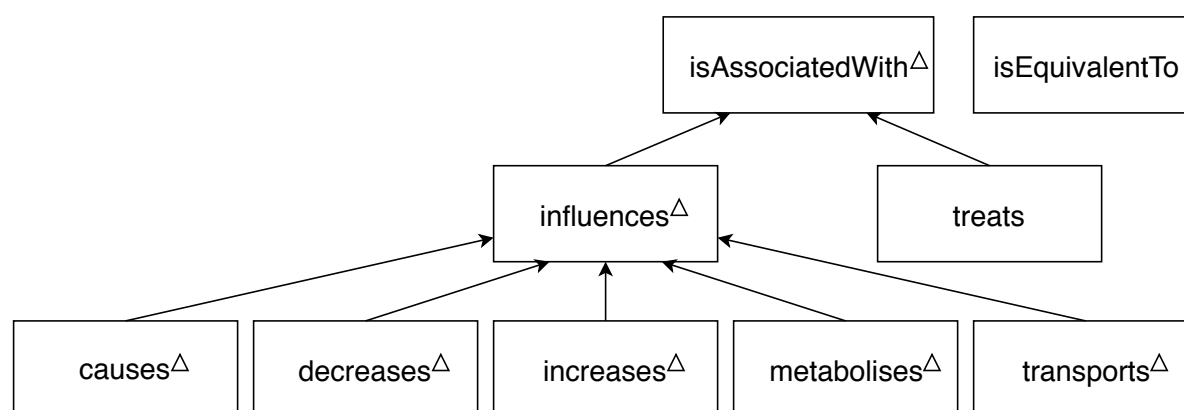 isAssociatedWith△
isEquivalentTo
influences△
treats
causes△
decreases△
increases△
metabolises△
transports△